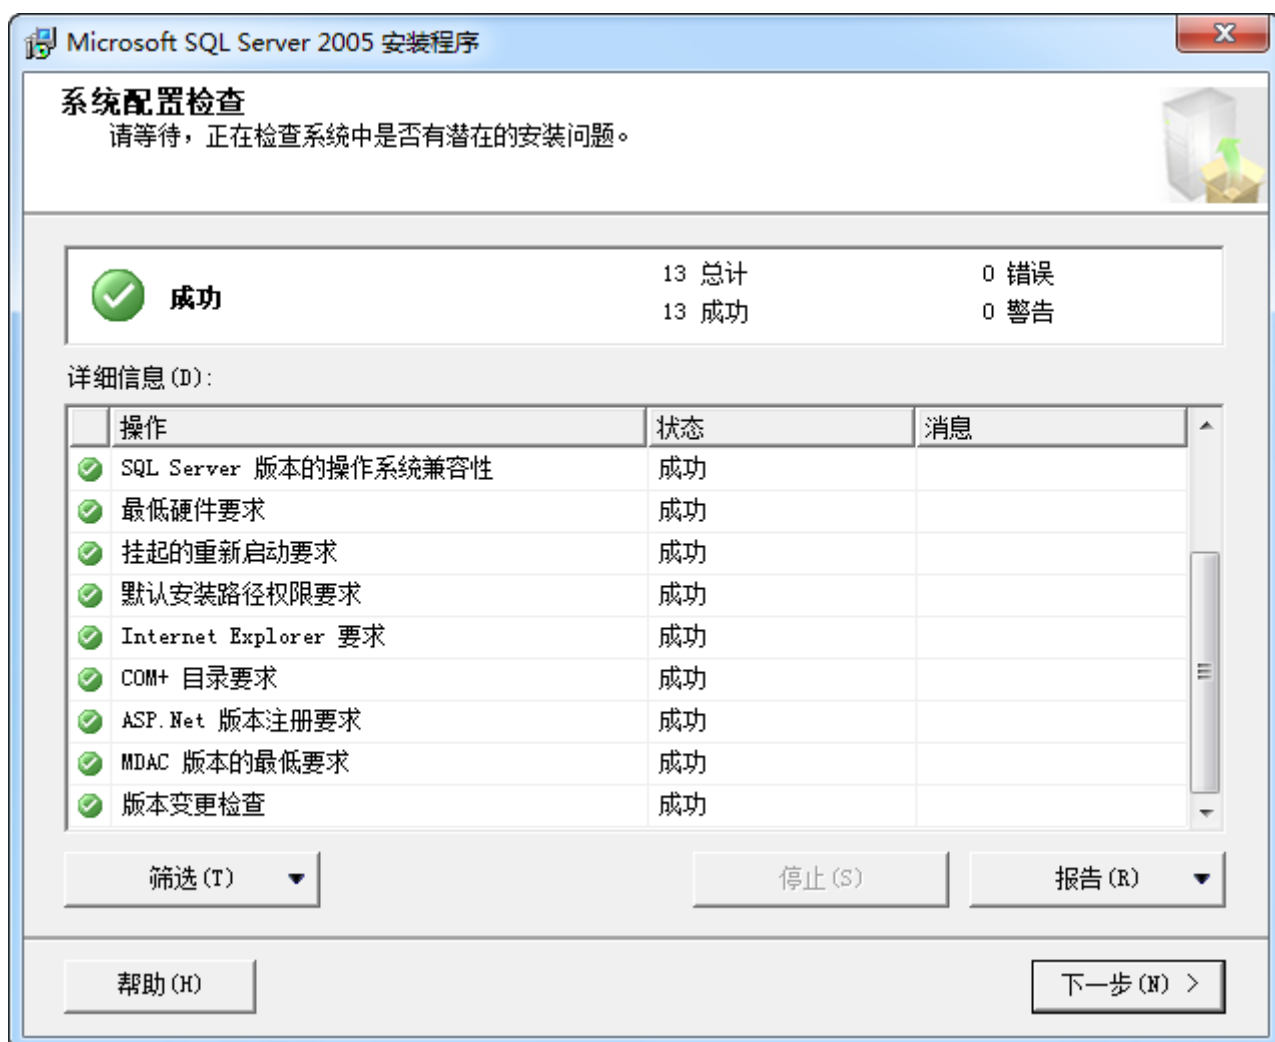 Microsoft SQL Server 2005 安装程序
系统配置检查
请等待，正在检查系统中是否有潜在的安装问题。
成功
13 总计
0 错误
13 成功
0 警告
详细信息(D):
操作 状态 消息
SQL Server 版本的操作系统兼容性 成功
最低硬件要求 成功
挂起的重新启动要求 成功
默认安装路径权限要求 成功
Internet Explorer 要求 成功
COM+ 目录要求 成功
ASP.Net 版本注册要求 成功
MDAC 版本的最低要求 成功
版本变更检查 成功
筛选(T) 停止(S) 报告(R)
帮助(H) 下一步(N) >